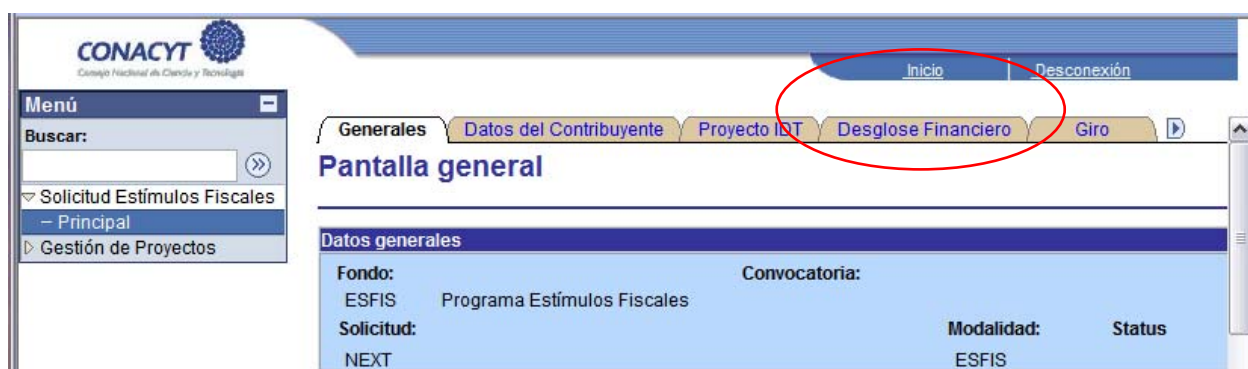 CONACYT
Consejo Nacional de Ciencia y Tecnología
Inicio Desconexión
Menú
Buscar:
Solicitud Estímulos Fiscales
Principal
Gestión de Proyectos
Generales Datos del Contribuyente Proyecto IDT Desglose Financiero Giro
Pantalla general
Datos generales
Fondo: Convocatoria:
ESFIS Programa Estímulos Fiscales
Solicitud: Modalidad: Status
NEXT ESFIS